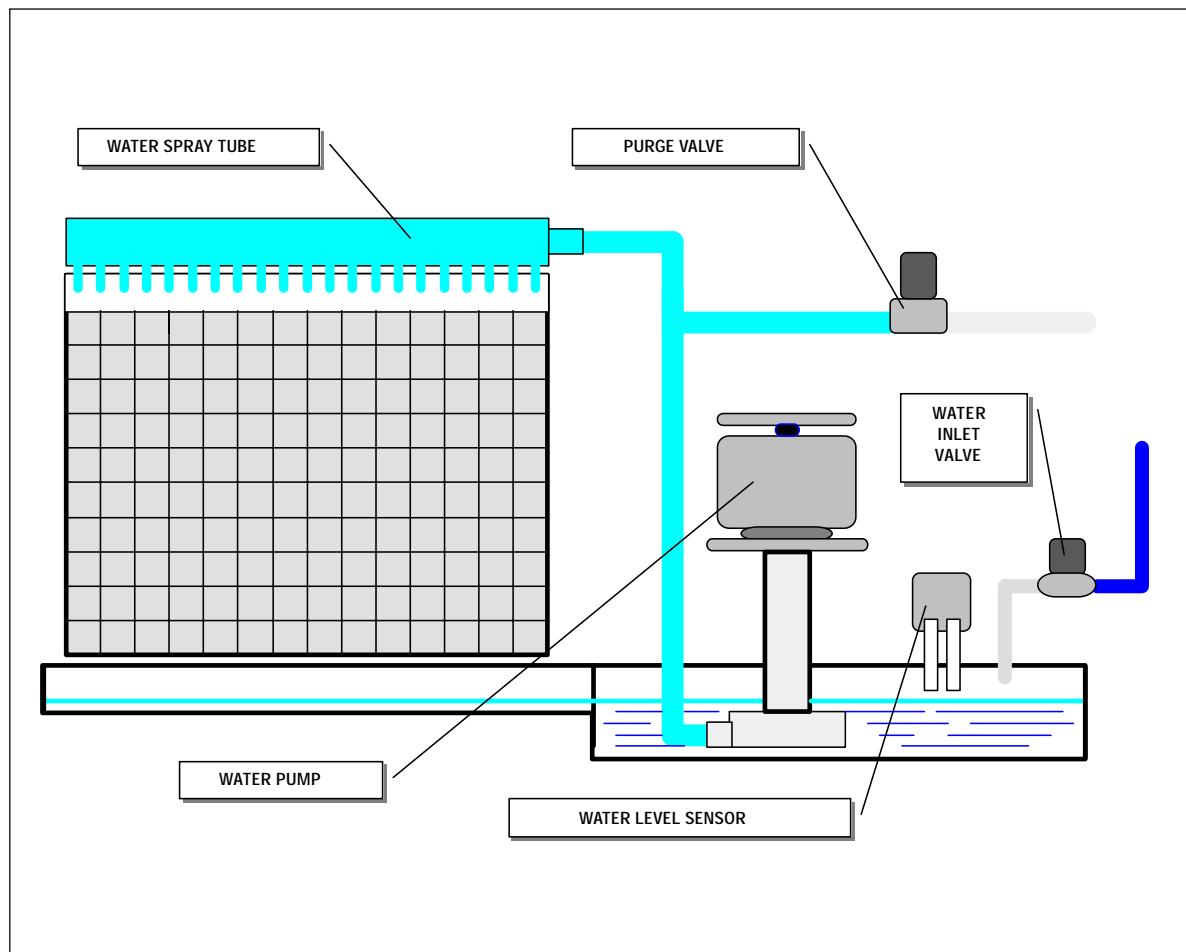 WATER SPRAY TUBE
PURGE VALVE
WATER
INLET
VALVE
WATER PUMP
WATER LEVEL SENSOR